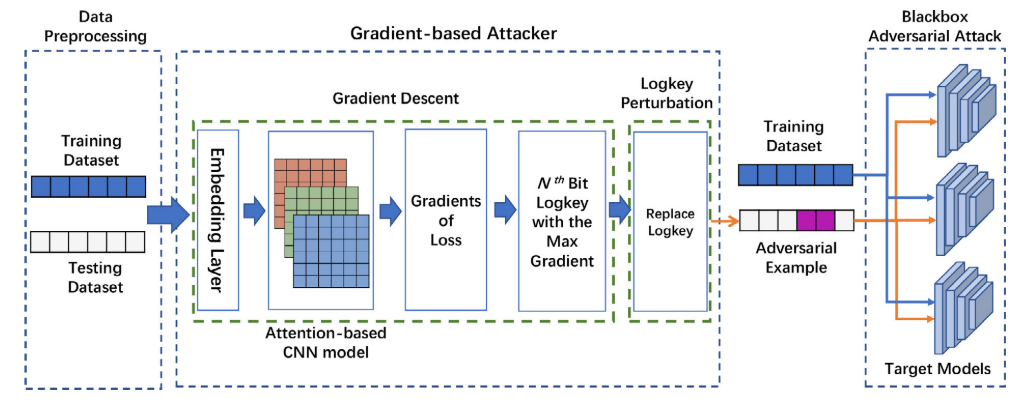 Data
Preprocessing
Training
Dataset
Testing
Dataset
Gradient-based Attacker
Gradient Descent
Embedding Layer
Attention-based
CNN model
Gradients
of
Loss
N th Bit
Logkey
with the
Max
Gradient
Logkey
Perturbation
Replace
Logkey
Training
Dataset
Adversarial
Example
Blackbox
Adversarial Attack
Target Models